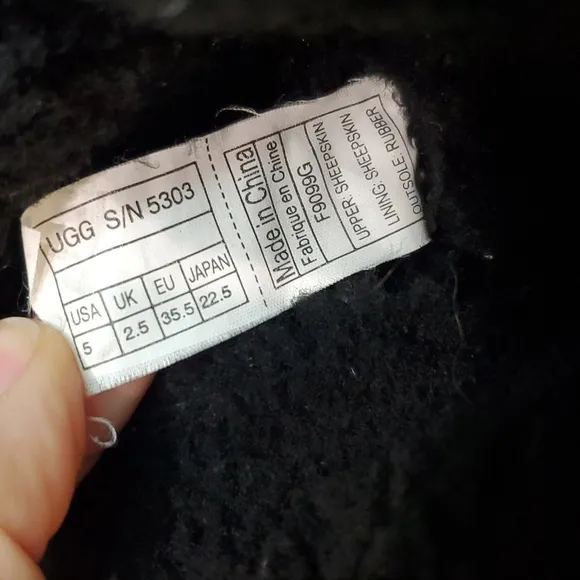 UGG S/N 5303
USA UK EU JAPAN
5 2.5 35.5 22.5
Made in China
Fabriqué en Chine
F9099G
UPPER: SHEEPSKIN
LINING: SHEEPSKIN
OUTSOLE: RUBBER